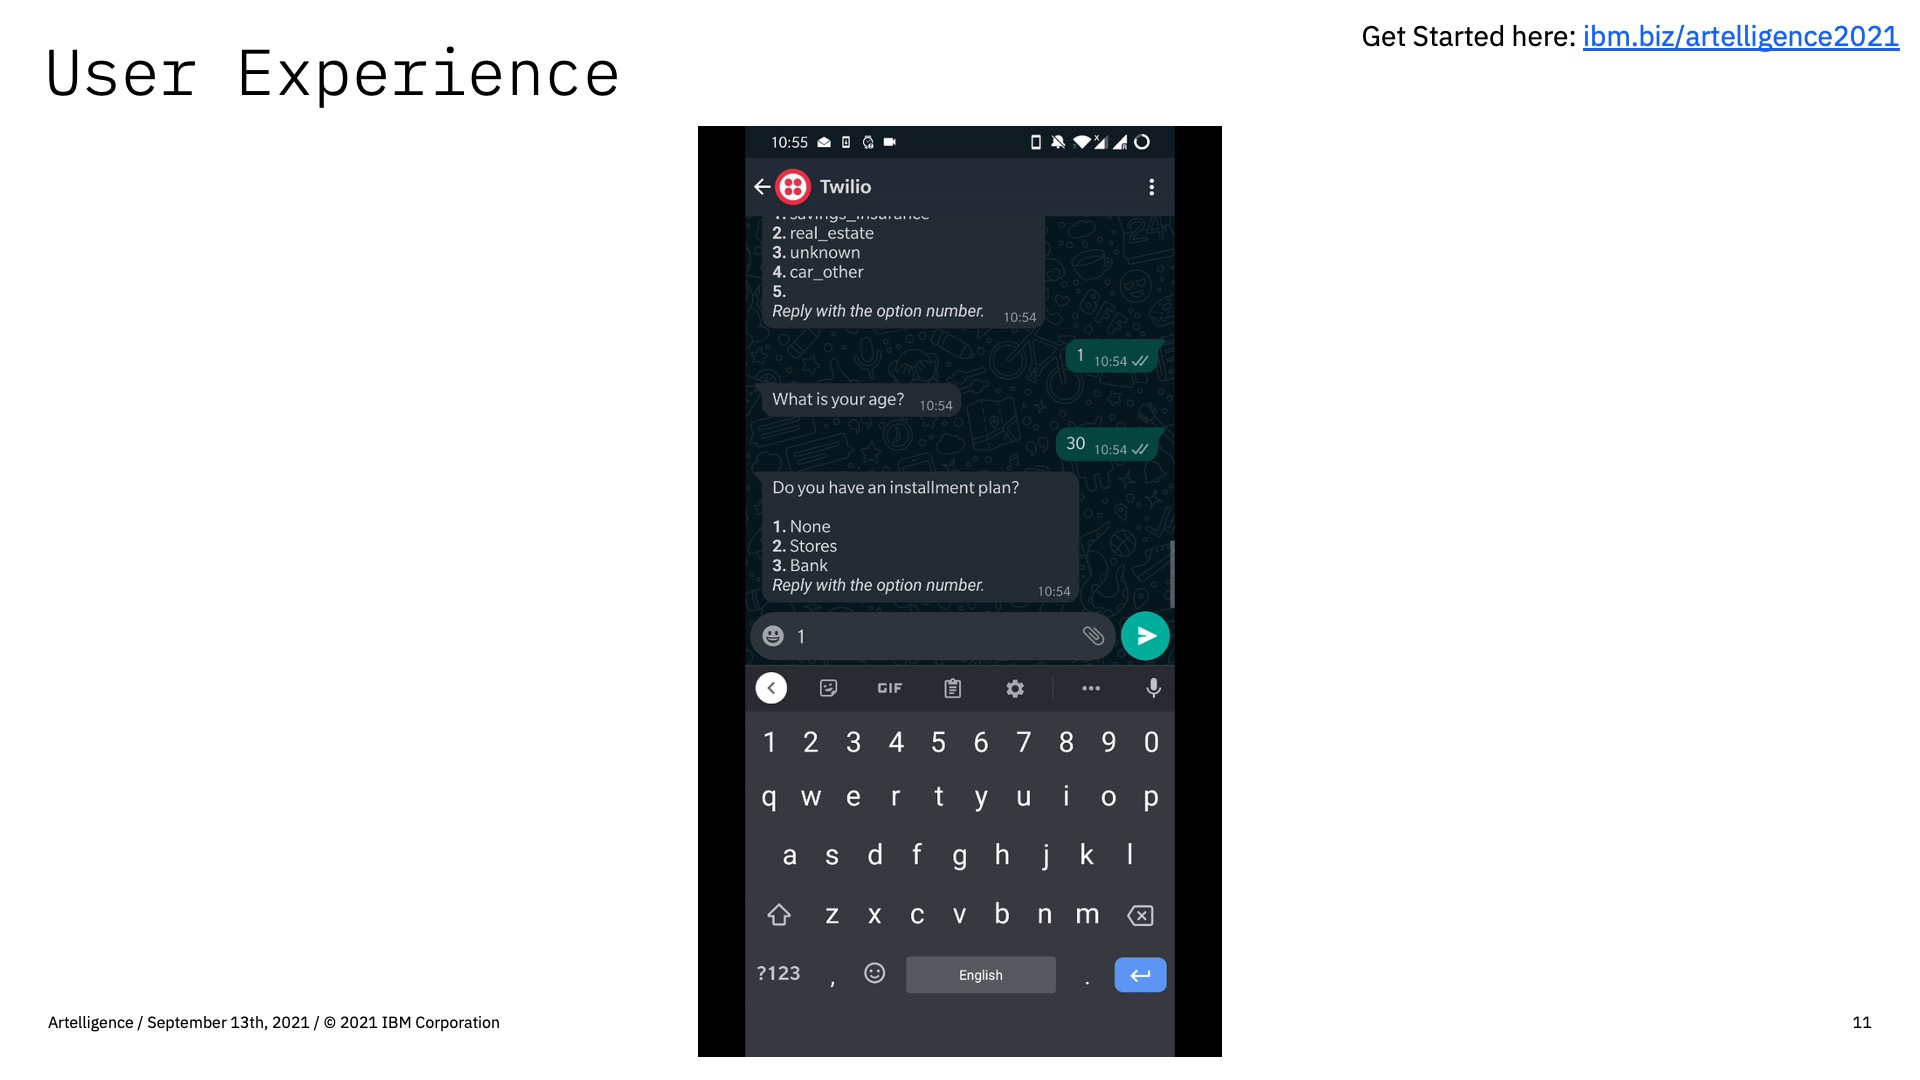 User Experience
Get Started here: ibm.biz/artelligence2021
10:55
Twilio
1. savings_insurance
2. real_estate
3. unknown
4. car_other
5.
Reply with the option number. 10:54
1 10:54
What is your age? 10:54
30 10:54
Do you have an installment plan?
1. None
2. Stores
3. Bank
Reply with the option number. 10:54
1
GIF
1 2 3 4 5 6 7 8 9 0
q w e r t y u i o p
a s d f g h j k l
z x c v b n m
?123 , English .
Artelligence / September 13th, 2021 / © 2021 IBM Corporation
11